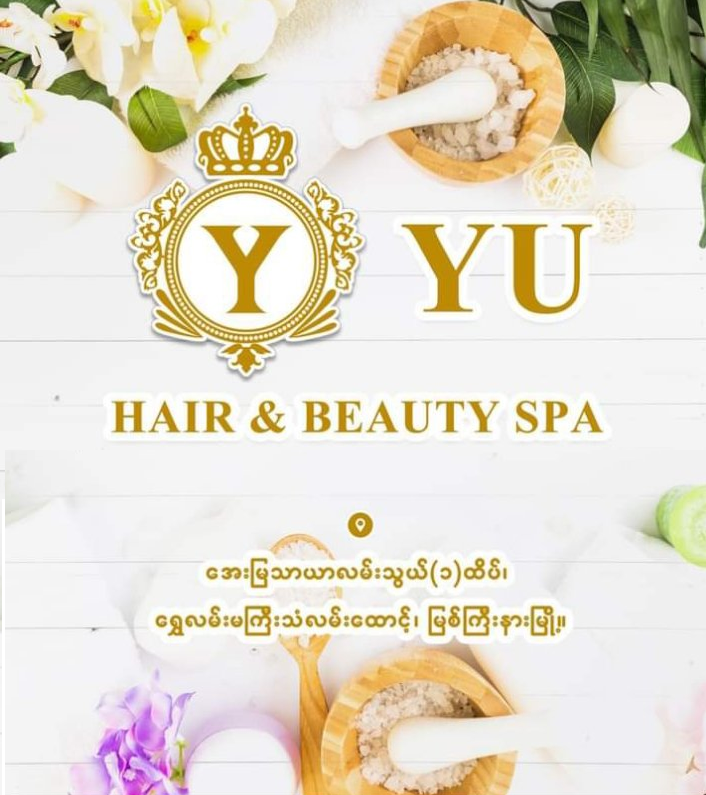 Y
YU
HAIR & BEAUTY SPA
အေးမြသာယာလမ်းသွယ်(၁)ထိပ်၊
ရွှေလမ်းမကြီးသံလမ်းထောင့်၊ မြစ်ကြီးနားမြို့။